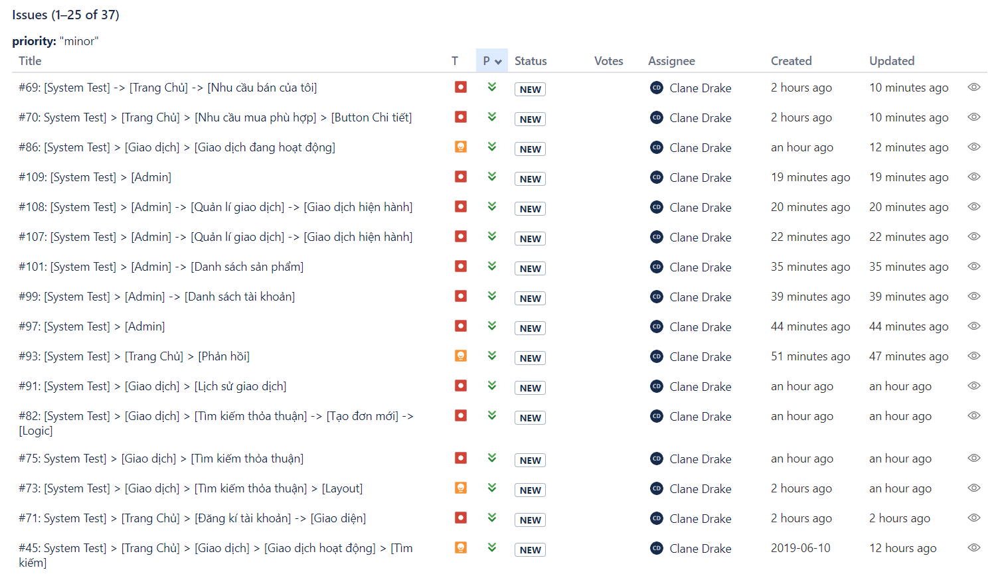 Issues (1–25 of 37)
priority: "minor"
Title T P Status Votes Assignee Created Updated
#69: [System Test] -> [Trang Chủ] -> [Nhu cầu bán của tôi] NEW CD Clane Drake 2 hours ago 10 minutes ago
#70: System Test] > [Trang Chủ] > [Nhu cầu mua phù hợp] > [Button Chi tiết] NEW CD Clane Drake 2 hours ago 10 minutes ago
#86: [System Test] > [Giao dịch] > [Giao dịch đang hoạt động] NEW CD Clane Drake an hour ago 12 minutes ago
#109: [System Test] > [Admin] NEW CD Clane Drake 19 minutes ago 19 minutes ago
#108: [System Test] > [Admin] -> [Quản lí giao dịch] -> [Giao dịch hiện hành] NEW CD Clane Drake 20 minutes ago 20 minutes ago
#107: [System Test] > [Admin] -> [Quản lí giao dịch] -> [Giao dịch hiện hành] NEW CD Clane Drake 22 minutes ago 22 minutes ago
#101: [System Test] > [Admin] -> [Danh sách sản phẩm] NEW CD Clane Drake 35 minutes ago 35 minutes ago
#99: [System Test] > [Admin] -> [Danh sách tài khoản] NEW CD Clane Drake 39 minutes ago 39 minutes ago
#97: [System Test] > [Admin] NEW CD Clane Drake 44 minutes ago 44 minutes ago
#93: [System Test] > [Trang Chủ] > [Phản hồi] NEW CD Clane Drake 51 minutes ago 47 minutes ago
#91: [System Test] > [Giao dịch] > [Lịch sử giao dịch] NEW CD Clane Drake an hour ago an hour ago
#82: [System Test] > [Giao dịch] > [Tìm kiếm thỏa thuận] -> [Tạo đơn mới] -> NEW CD Clane Drake an hour ago an hour ago
[Logic]
#75: System Test] > [Giao dịch] > [Tìm kiếm thỏa thuận] NEW CD Clane Drake an hour ago an hour ago
#73: [System Test] > [Giao dịch] > [Tìm kiếm thỏa thuận] > [Layout] NEW CD Clane Drake 2 hours ago an hour ago
#71: System Test] > [Trang Chủ] > [Đăng kí tài khoản] -> [Giao diện] NEW CD Clane Drake 2 hours ago 2 hours ago
#45: System Test] > [Trang Chủ] > [Giao dịch] > [Giao dịch hoạt động] > [Tìm NEW CD Clane Drake 2019-06-10 12 hours ago
kiếm]